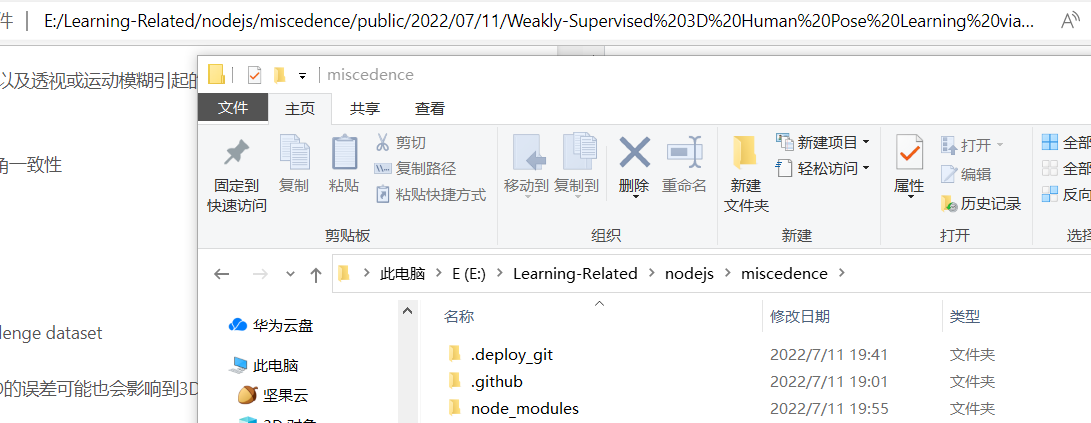 件 E:/Learning-Related/nodejs/miscedence/public/2022/07/11/Weakly-Supervised%203D%20Human%20Pose%20Learning%20via...
以及透视或运动模糊引起的
角一致性
lenge dataset
的误差可能也会影响到3D
miscedence
文件 主页 共享 查看
固定到
快速访问
复制
粘贴
剪切
复制路径
粘贴快捷方式
剪贴板
移动到 复制到 删除 重命名
组织
新建
文件夹
新建项目
轻松访问
新建
属性
打开
编辑
历史记录
打开
全部
全部
反向
选择
此电脑 > E (E:) > Learning-Related > nodejs > miscedence >
华为云盘
此电脑
坚果云
3D 对象
名称 修改日期 类型
.deploy_git 2022/7/11 19:41 文件夹
.github 2022/7/11 19:01 文件夹
node_modules 2022/7/11 19:55 文件夹